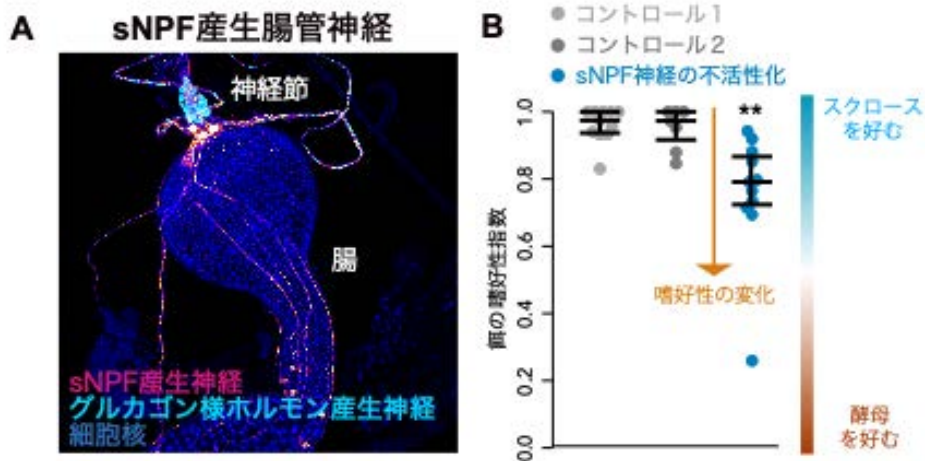 A
sNPF産生腸管神経
神経節
腸
sNPF産生神経
グルカゴン様ホルモン産生神経
細胞核
B
コントロール1
コントロール2
sNPF神経の不活性化
餌の嗜好性指数
1.0
0.8
0.6
0.4
0.2
0.0
**
嗜好性の変化
スクロース
を好む
酵母
を好む